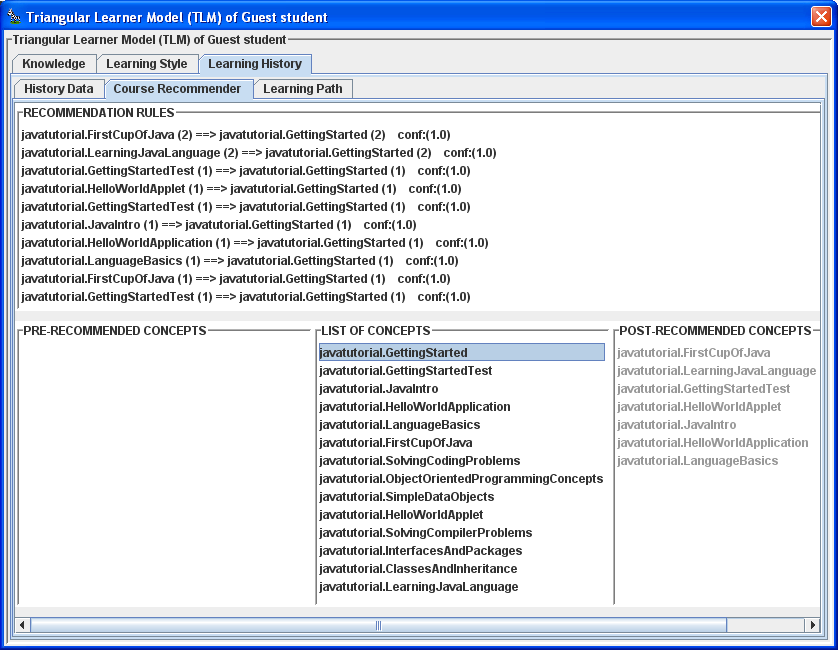 Triangular Learner Model (TLM) of Guest student
Triangular Learner Model (TLM) of Guest student
Knowledge Learning Style Learning History
History Data Course Recommender Learning Path
RECOMMENDATION RULES
javatutorial.FirstCupOfJava (2) ==> javatutorial.GettingStarted (2) conf:(1.0)
javatutorial.LearningJavaLanguage (2) ==> javatutorial.GettingStarted (2) conf:(1.0)
javatutorial.GettingStartedTest (1) ==> javatutorial.GettingStarted (1) conf:(1.0)
javatutorial.HelloWorldApplet (1) ==> javatutorial.GettingStarted (1) conf:(1.0)
javatutorial.GettingStartedTest (1) ==> javatutorial.GettingStarted (1) conf:(1.0)
javatutorial.JavaIntro (1) ==> javatutorial.GettingStarted (1) conf:(1.0)
javatutorial.HelloWorldApplication (1) ==> javatutorial.GettingStarted (1) conf:(1.0)
javatutorial.LanguageBasics (1) ==> javatutorial.GettingStarted (1) conf:(1.0)
javatutorial.FirstCupOfJava (1) ==> javatutorial.GettingStarted (1) conf:(1.0)
javatutorial.GettingStartedTest (1) ==> javatutorial.GettingStarted (1) conf:(1.0)
PRE-RECOMMENDED CONCEPTS
LIST OF CONCEPTS
javatutorial.GettingStarted
javatutorial.GettingStartedTest
javatutorial.JavaIntro
javatutorial.HelloWorldApplication
javatutorial.LanguageBasics
javatutorial.FirstCupOfJava
javatutorial.SolvingCodingProblems
javatutorial.ObjectOrientedProgrammingConcepts
javatutorial.SimpleDataObjects
javatutorial.HelloWorldApplet
javatutorial.SolvingCompilerProblems
javatutorial.InterfacesAndPackages
javatutorial.ClassesAndInheritance
javatutorial.LearningJavaLanguage
POST-RECOMMENDED CONCEPTS
javatutorial.FirstCupOfJava
javatutorial.LearningJavaLanguage
javatutorial.GettingStartedTest
javatutorial.HelloWorldApplet
javatutorial.JavaIntro
javatutorial.HelloWorldApplication
javatutorial.LanguageBasics